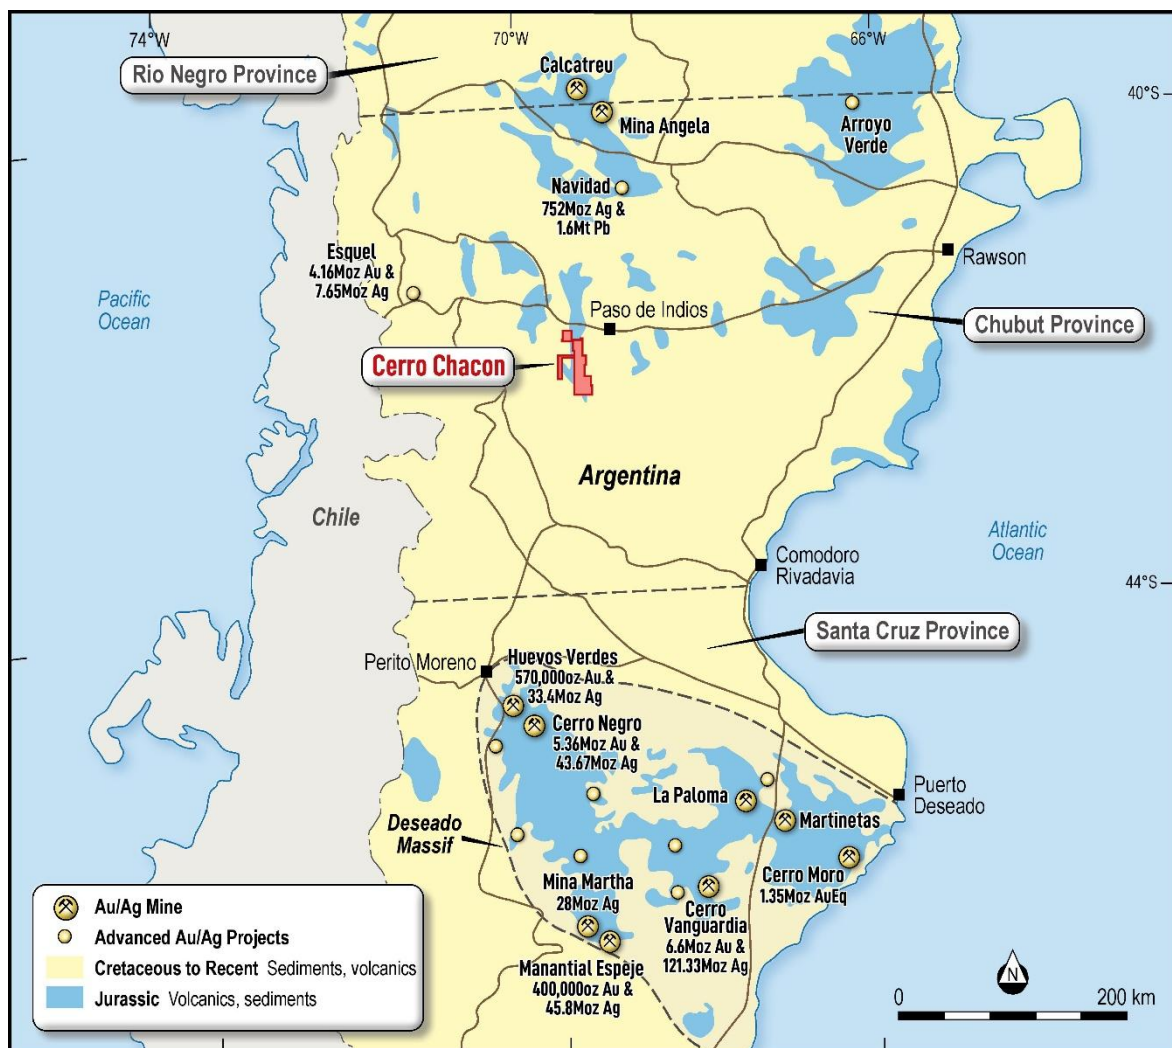 74°W
70°W
66°W
Rio Negro Province
Calcatreu
40°S
Mina Angela
Arroyo
Verde
Navidad
752Moz Ag &
1.6Mt Pb
Esquel
4.16Moz Au &
7.65Moz Ag
Rawson
Pacific
Ocean
Paso de Indios
Chubut Province
Cerro Chacon
Argentina
Chile
Atlantic
Ocean
Comodoro
Rivadavia
44°S
Santa Cruz Province
Perito Moreno
Huevos Verdes
570,000oz Au &
33.4Moz Ag
Cerro Negro
5.36Moz Au &
43.67Moz Ag
La Paloma
Puerto
Deseado
Martinetas
Deseado
Massif
Cerro Moro
1.35Moz AuEq
Mina Martha
28Moz Ag
Cerro
Vanguardia
6.6Moz Au &
121.33Moz Ag
Manantial Espeje
400,000oz Au &
45.8Moz Ag
Au/Ag Mine
Advanced Au/Ag Projects
Cretaceous to Recent Sediments, volcanics
Jurassic Volcanics, sediments
N
0 200 km